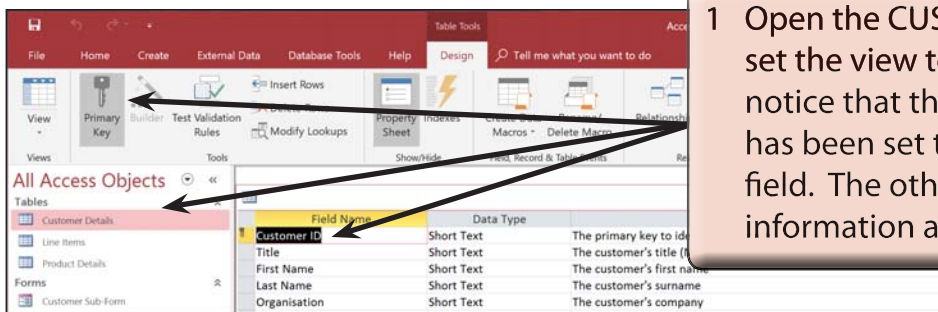 Table Tools
Acce
File Home Create External Data Database Tools Help Design Tell me what you want to do
View
Primary Key
Builder
Test Validation Rules
Insert Rows
Modify Lookups
Property Sheet
Indexes
Macros
Delete Macro
Relationship
Views
Tools
Show/Hide
Field, Record & Table Events
Re
All Access Objects
Tables
Customer Details
Line Items
Product Details
Forms
Customer Sub-Form
Field Name Data Type
Customer ID Short Text The primary key to ide
Title Short Text The customer's title (M
First Name Short Text The customer's first name
Last Name Short Text The customer's surname
Organisation Short Text The customer's company
1 Open the CUS
set the view t
notice that th
has been set t
field. The oth
information a